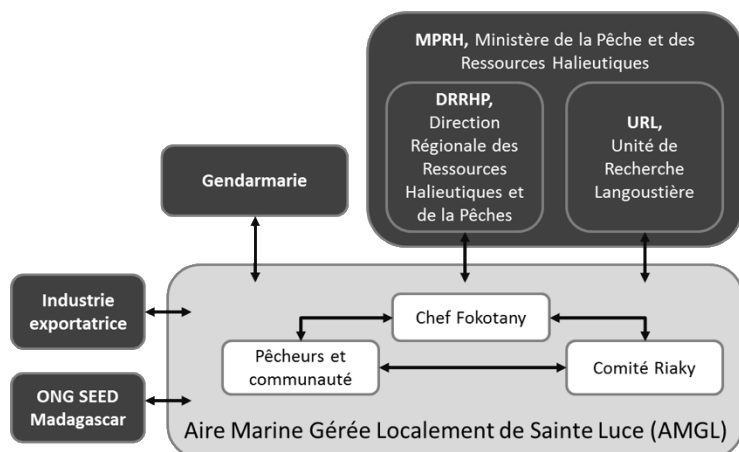 MPRH, Ministère de la Pêche et des
Ressources Halieutiques
DRRHP,
Direction
Régionale des
Ressources
Halieutiques et
de la Pêches
URL,
Unité de
Recherche
Langoustière
Gendarmarie
Industrie
exportatrice
ONG SEED
Madagascar
Chef Fokotany
Pêcheurs et
communauté
Comité Riaky
Aire Marine Gérée Localement de Sainte Luce (AMGL)